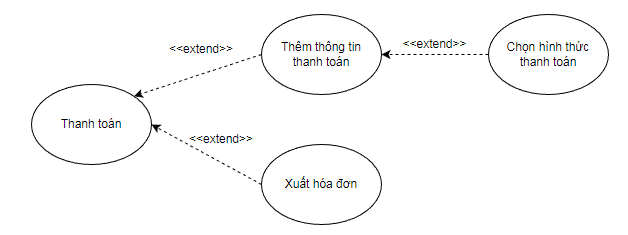 <<extend>>
Thêm thông tin
thanh toán
<<extend>>
Chọn hình thức
thanh toán
Thanh toán
<<extend>>
Xuất hóa đơn